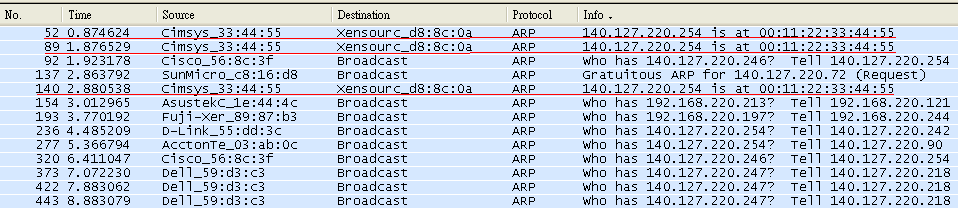 No. Time Source Destination Protocol Info
52 0.874624 Cimsys_33:44:55 Xensourc_d8:8c:0a ARP 140.127.220.254 is at 00:11:22:33:44:55
89 1.876529 Cimsys_33:44:55 Xensourc_d8:8c:0a ARP 140.127.220.254 is at 00:11:22:33:44:55
92 1.923178 Cisco_56:8c:3f Broadcast ARP Who has 140.127.220.246? Tell 140.127.220.254
137 2.863792 SunMicro_c8:16:d8 Broadcast ARP Gratuitous ARP for 140.127.220.72 (Request)
140 2.880538 Cimsys_33:44:55 Xensourc_d8:8c:0a ARP 140.127.220.254 is at 00:11:22:33:44:55
154 3.012965 AsustekC_1e:44:4c Broadcast ARP Who has 192.168.220.213? Tell 192.168.220.121
193 3.770192 Fuji-Xer_89:87:b3 Broadcast ARP Who has 192.168.220.197? Tell 192.168.220.244
236 4.485209 D-Link_55:dd:3c Broadcast ARP Who has 140.127.220.254? Tell 140.127.220.242
277 5.366794 AcctonTe_03:ab:0c Broadcast ARP Who has 140.127.220.254? Tell 140.127.220.90
320 6.411047 Cisco_56:8c:3f Broadcast ARP Who has 140.127.220.246? Tell 140.127.220.254
373 7.072230 Dell_59:d3:c3 Broadcast ARP Who has 140.127.220.247? Tell 140.127.220.218
422 7.883062 Dell_59:d3:c3 Broadcast ARP Who has 140.127.220.247? Tell 140.127.220.218
443 8.883079 Dell_59:d3:c3 Broadcast ARP Who has 140.127.220.247? Tell 140.127.220.218